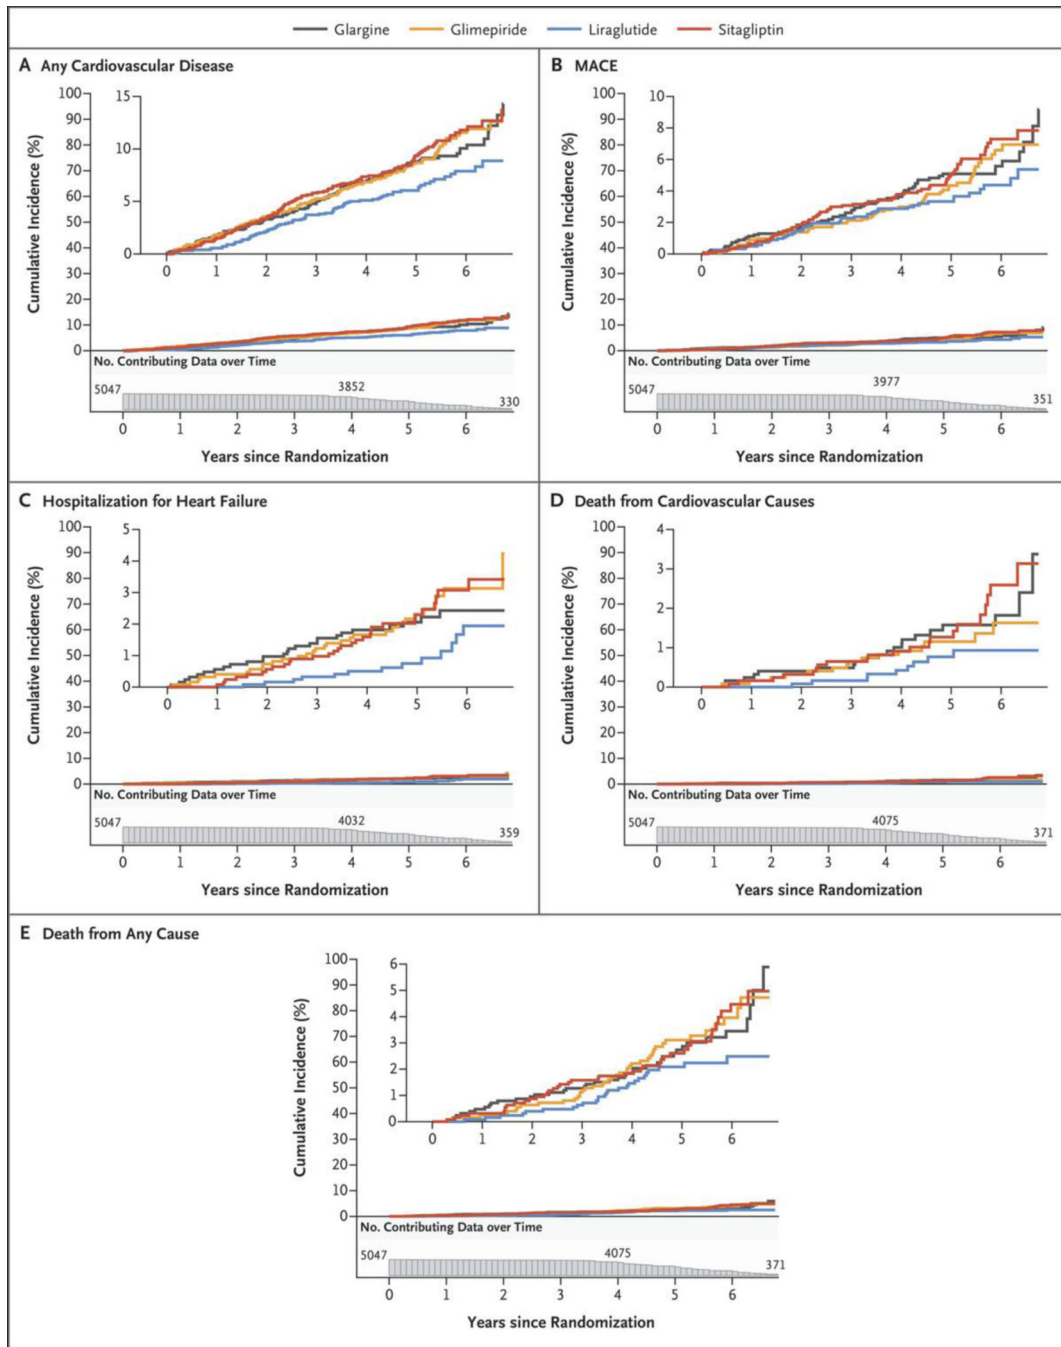 Glargine Glimepiride Liraglutide Sitagliptin
A Any Cardiovascular Disease
Cumulative Incidence (%)
100
90
80
70
60
50
40
30
20
10
0
15
10
5
0
0 1 2 3 4 5 6
No. Contributing Data over Time
5047 3852 330
0 1 2 3 4 5 6
Years since Randomization
B MACE
Cumulative Incidence (%)
100
90
80
70
60
50
40
30
20
10
0
10
8
6
4
2
0
0 1 2 3 4 5 6
No. Contributing Data over Time
5047 3977 351
0 1 2 3 4 5 6
Years since Randomization
C Hospitalization for Heart Failure
Cumulative Incidence (%)
100
90
80
70
60
50
40
30
20
10
0
5
4
3
2
1
0
0 1 2 3 4 5 6
No. Contributing Data over Time
5047 4032 359
0 1 2 3 4 5 6
Years since Randomization
D Death from Cardiovascular Causes
Cumulative Incidence (%)
100
90
80
70
60
50
40
30
20
10
0
4
3
2
1
0
0 1 2 3 4 5 6
No. Contributing Data over Time
5047 4075 371
0 1 2 3 4 5 6
Years since Randomization
E Death from Any Cause
Cumulative Incidence (%)
100
90
80
70
60
50
40
30
20
10
0
6
5
4
3
2
1
0
0 1 2 3 4 5 6
No. Contributing Data over Time
5047 4075 371
0 1 2 3 4 5 6
Years since Randomization